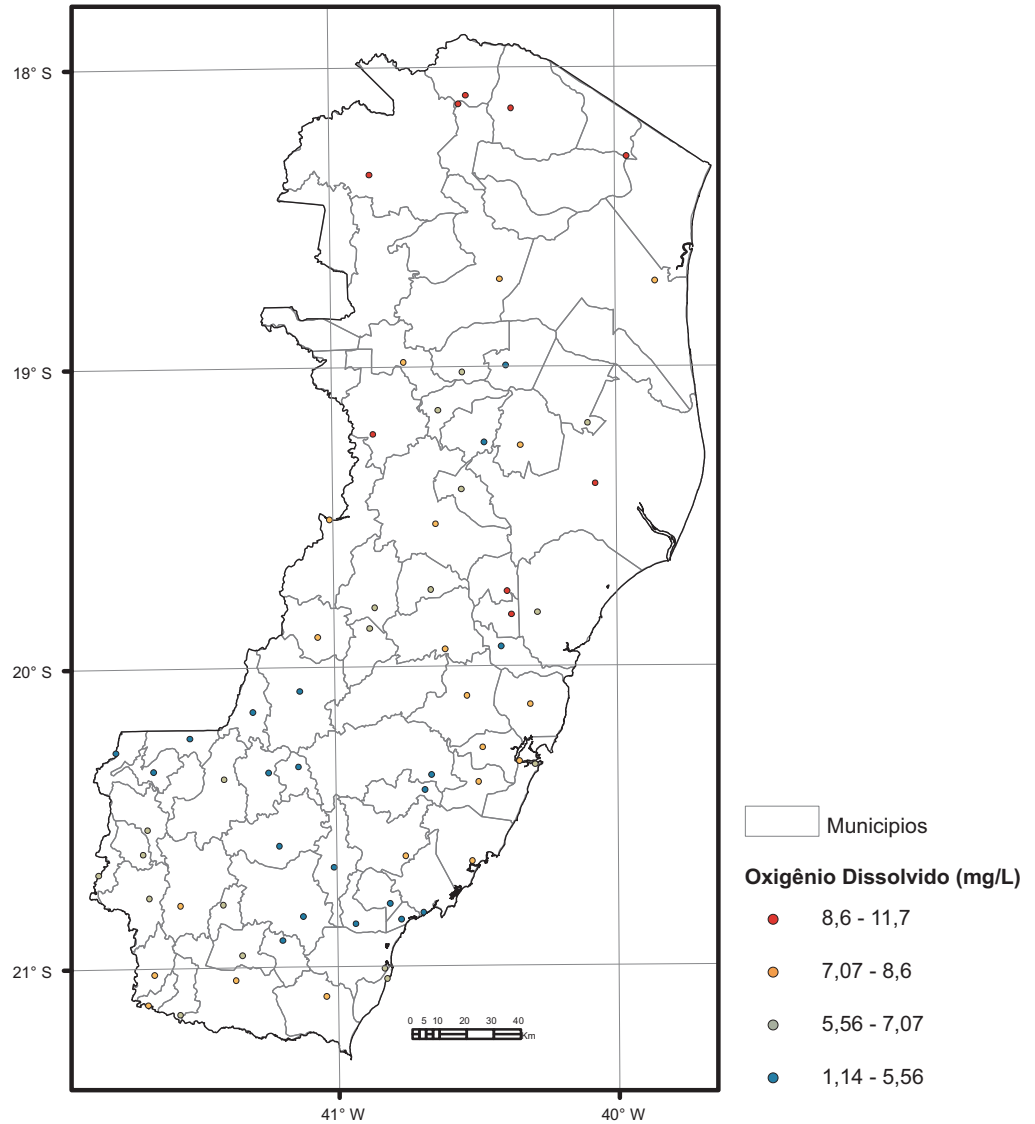 18° S
19° S
20° S
21° S
41° W
40° W
0 5 10 20 30 40
Km
Municipios
Oxigênio Dissolvido (mg/L)
8,6 - 11,7
7,07 - 8,6
5,56 - 7,07
1,14 - 5,56